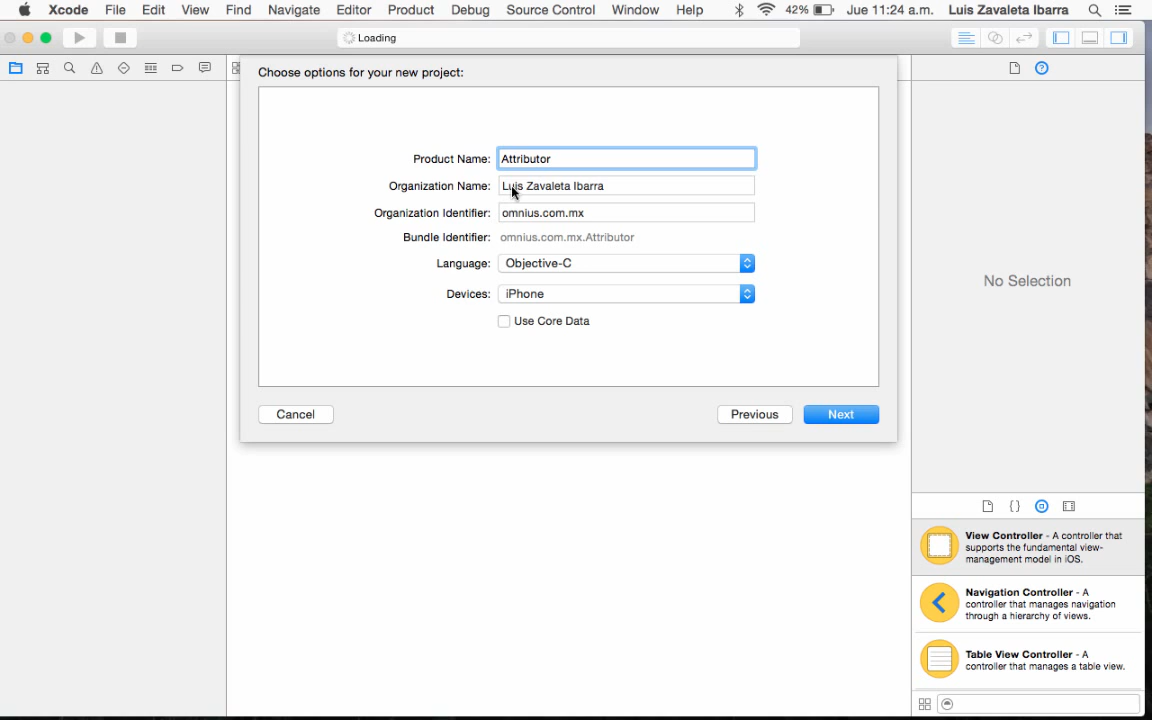 Xcode File Edit View Find Navigate Editor Product Debug Source Control Window Help 42% Jue 11:24 a.m. Luis Zavaleta Ibarra
Loading
Choose options for your new project:
Product Name: Attributor
Organization Name: Luis Zavaleta Ibarra
Organization Identifier: omnius.com.mx
Bundle Identifier: omnius.com.mx.Attributor
Language: Objective-C
Devices: iPhone
Use Core Data
Cancel Previous Next
No Selection
{}
View Controller - A controller that
supports the fundamental view-
management model in iOS.
Navigation Controller - A
controller that manages navigation
through a hierarchy of views.
Table View Controller - A
controller that manages a table view.